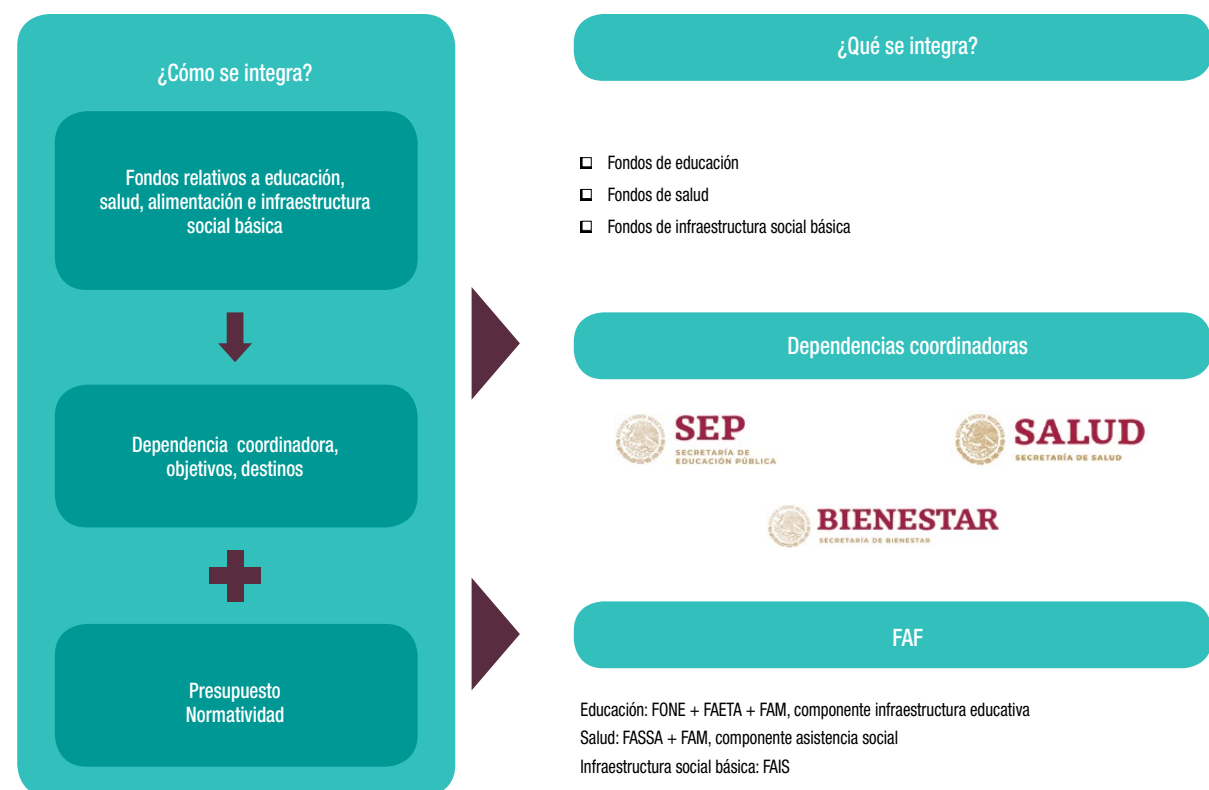 ¿Cómo se integra?
Fondos relativos a educación,
salud, alimentación e infraestructura
social básica
Dependencia coordinadora,
objetivos, destinos
Presupuesto
Normatividad
¿Qué se integra?
Fondos de educación
Fondos de salud
Fondos de infraestructura social básica
Dependencias coordinadoras
SEP
SECRETARÍA DE
EDUCACIÓN PÚBLICA
SALUD
SECRETARÍA DE SALUD
BIENESTAR
SECRETARÍA DE BIENESTAR
FAF
Educación: FONE + FAETA + FAM, componente infraestructura educativa
Salud: FASSA + FAM, componente asistencia social
Infraestructura social básica: FAIS